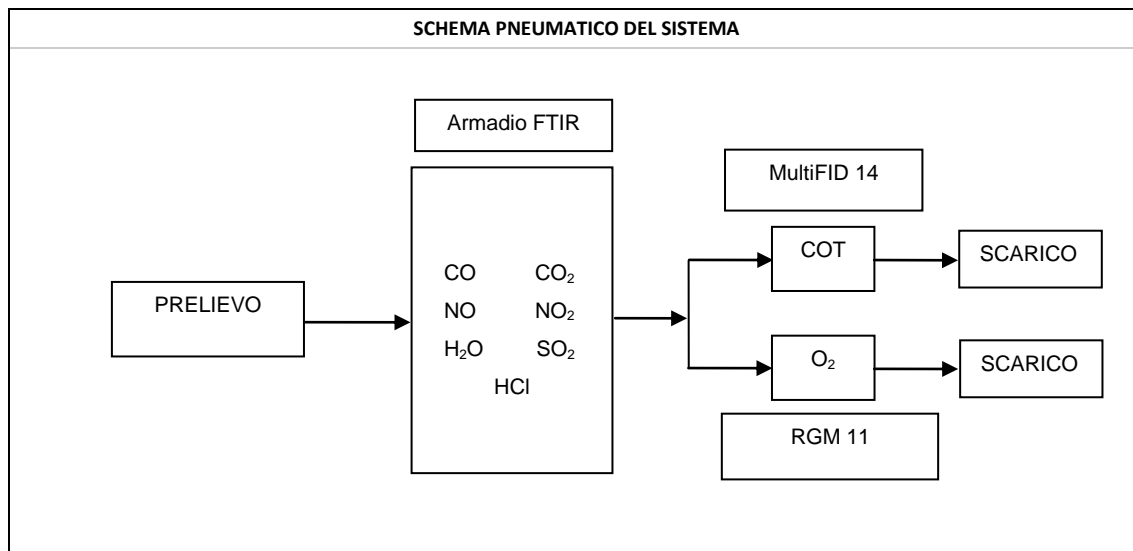 SCHEMA PNEUMATICO DEL SISTEMA
Armadio FTIR
MultiFID 14
CO CO₂
NO NO₂
H₂O SO₂
HCl
PRELIEVO
COT
SCARICO
O₂
SCARICO
RGM 11